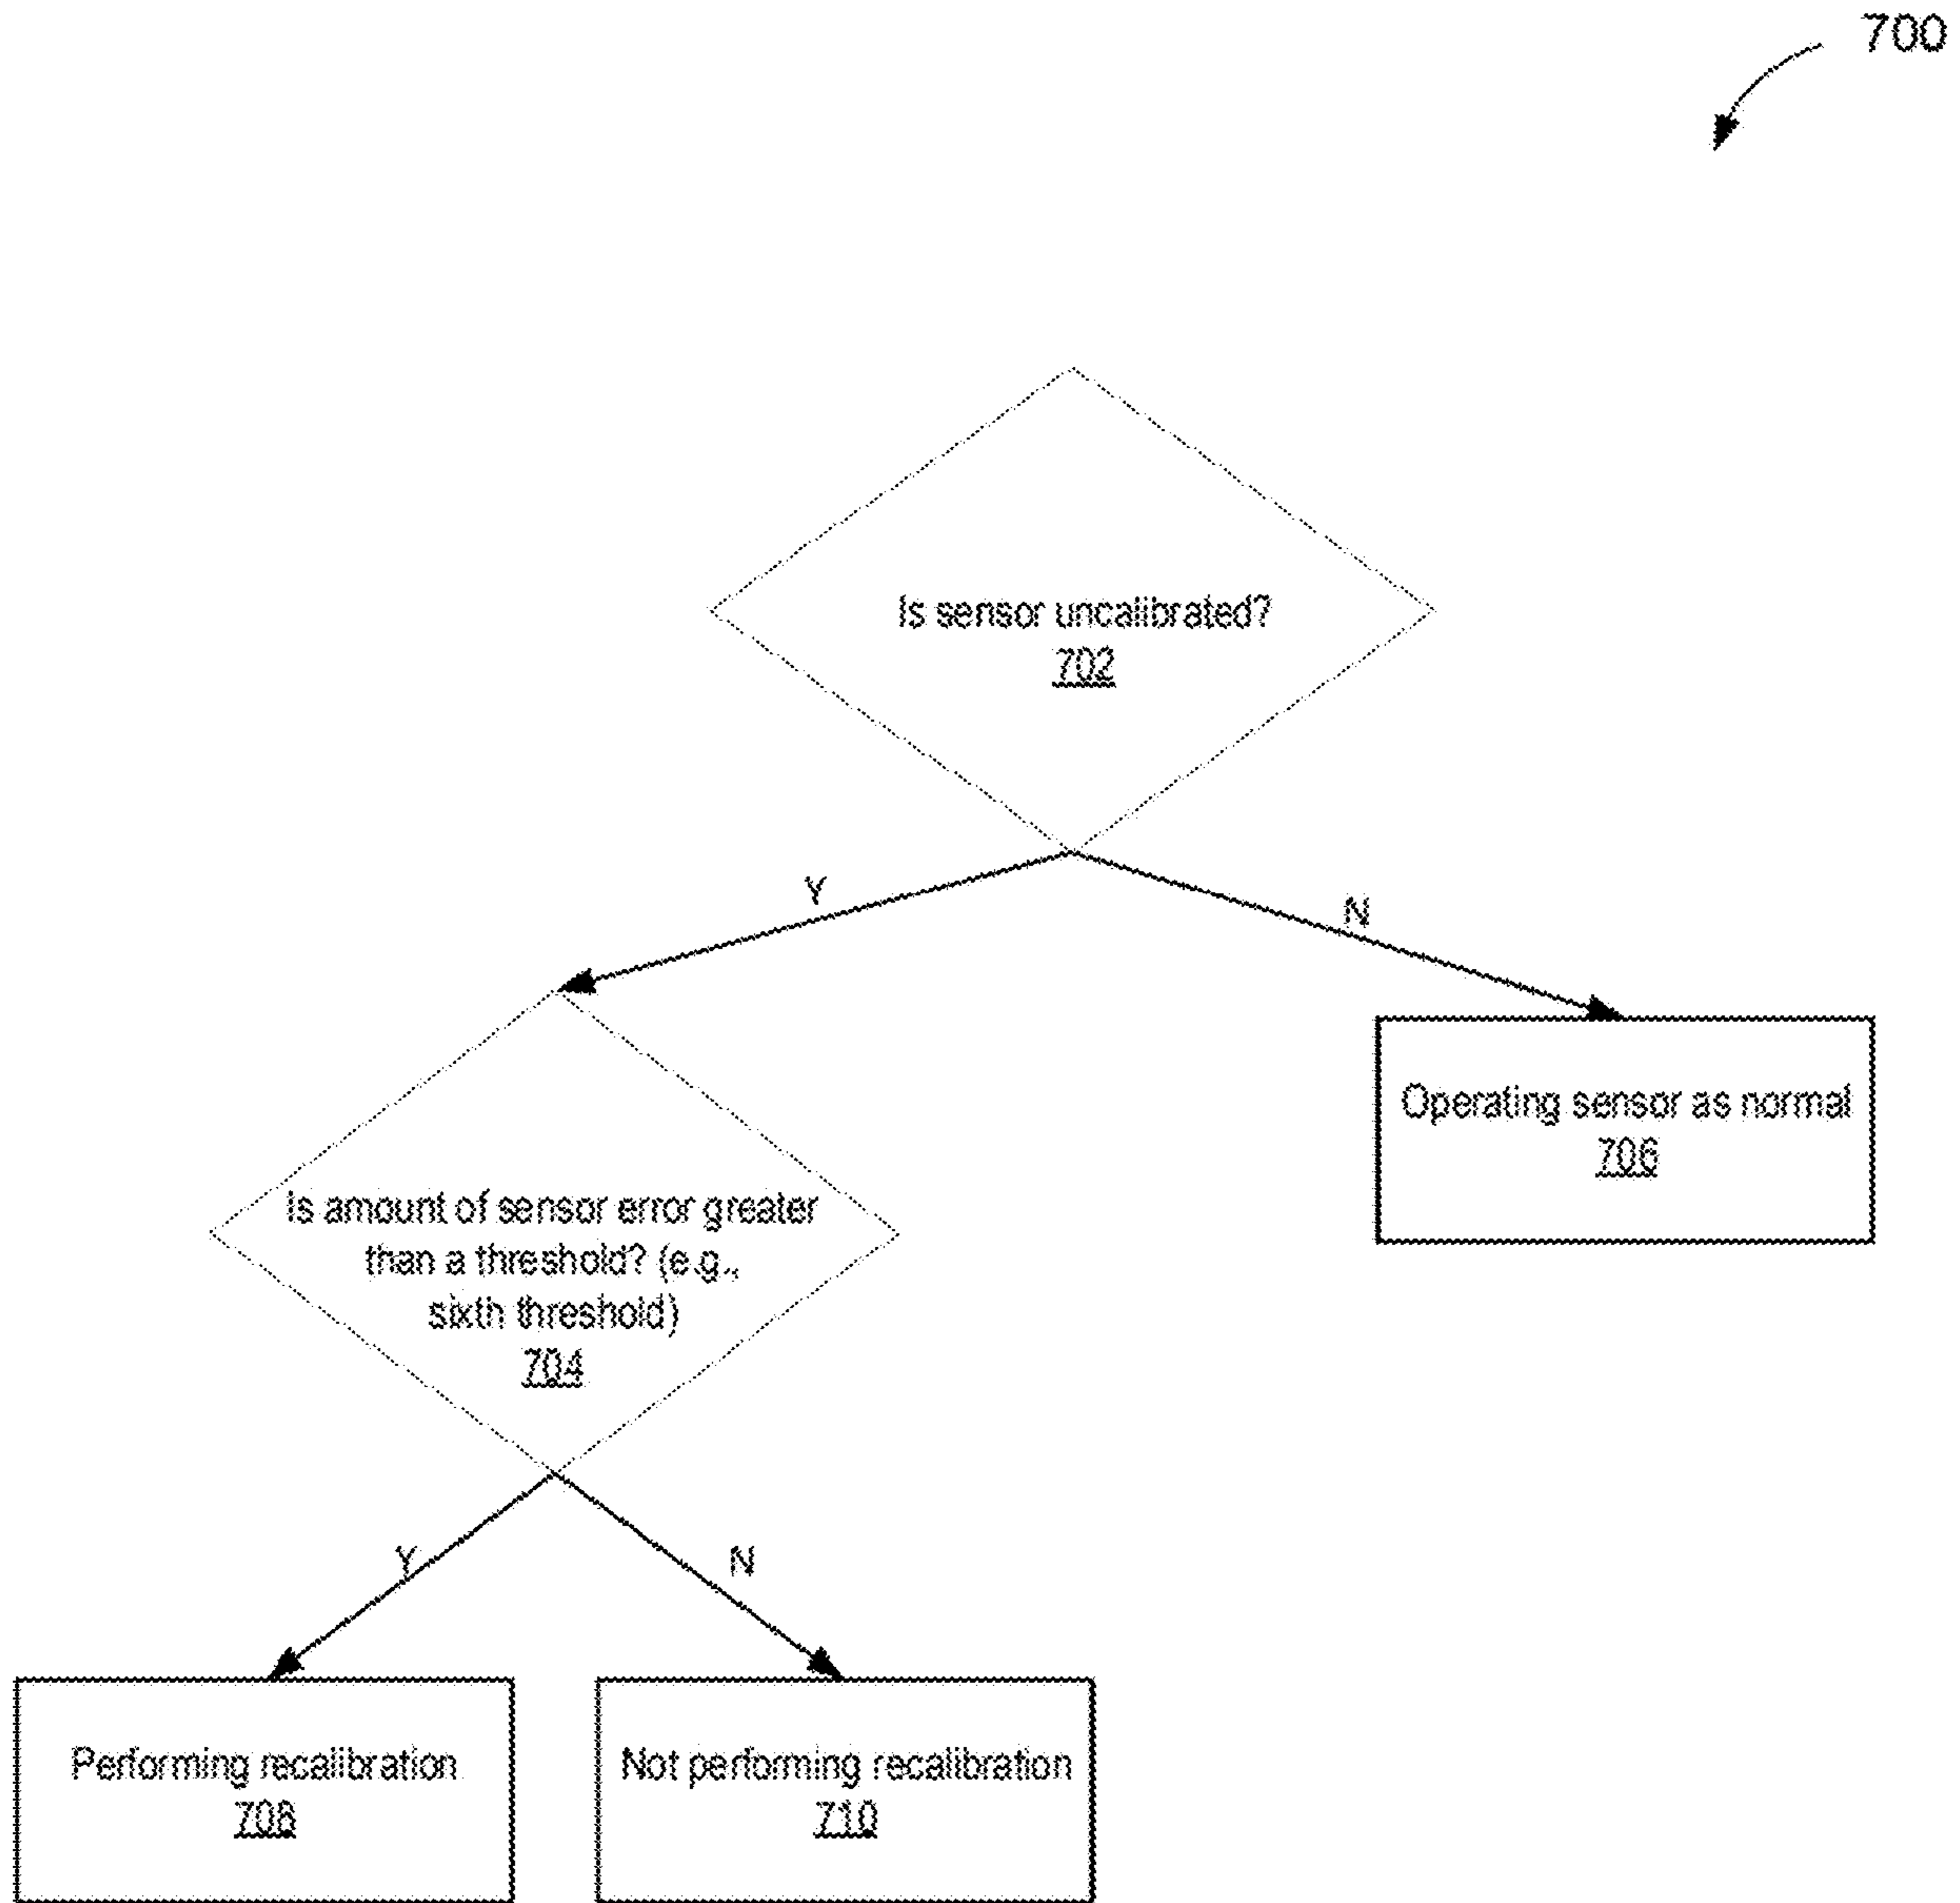 700
Is sensor uncalibrated?
702
Y
N
Operating sensor as normal
706
Is amount of sensor error greater
than a threshold? (e.g.,
sixth threshold)
704
Y
N
Performing recalibration
708
Not performing recalibration
710